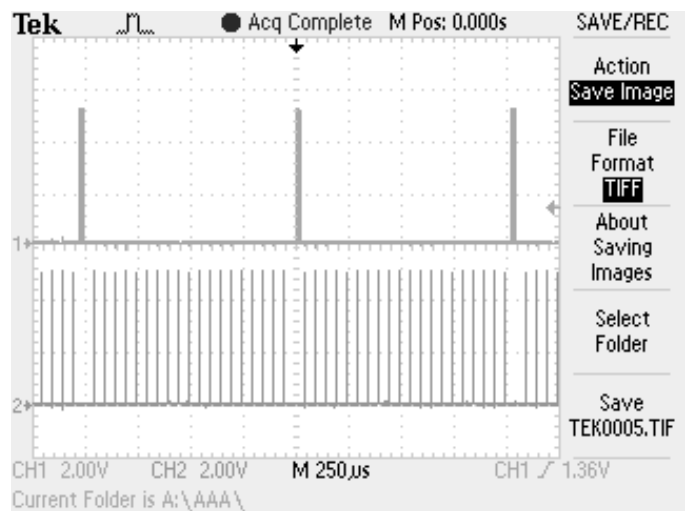 Tek Acq Complete M Pos: 0.000s SAVE/REC
Action
Save Image
File
Format
TIFF
About
Saving
Images
1
Select
Folder
2
Save
TEK0005.TIF
CH1 2.00V CH2 2.00V M 250µs CH1 1.36V
Current Folder is A:\AAA\